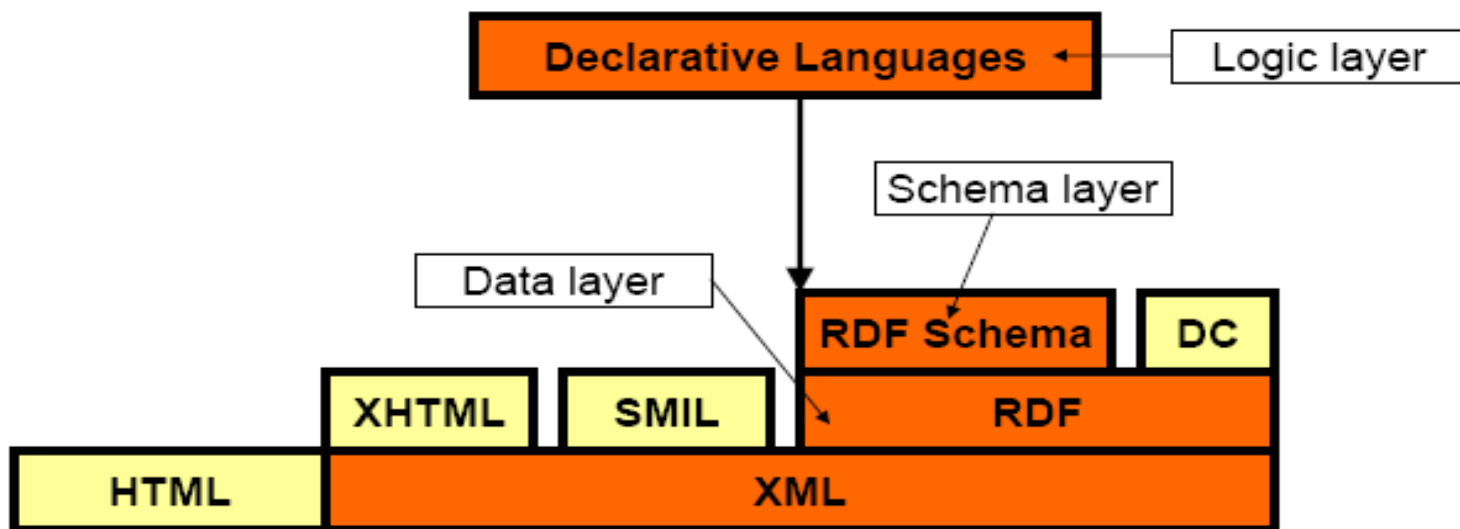 Declarative Languages
Logic layer
Schema layer
Data layer
RDF Schema
DC
XHTML
SMIL
RDF
HTML
XML